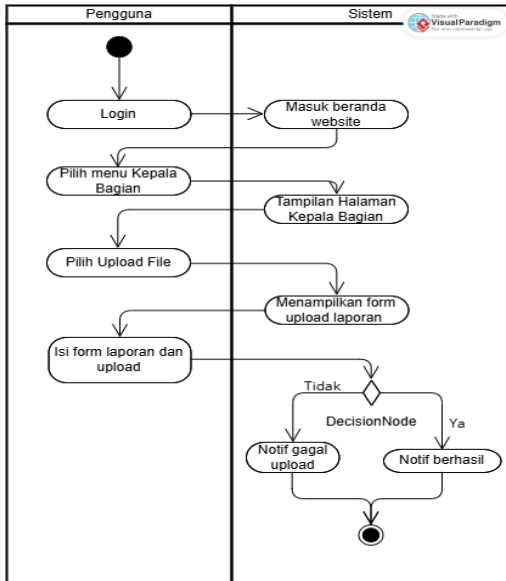 Pengguna
Sistem
Made with
VisualParadigm
For non-commercial use
Login
Masuk beranda
website
Pilih menu Kepala
Bagian
Tampilan Halaman
Kepala Bagian
Pilih Upload File
Menampilkan form
upload laporan
Isi form laporan dan
upload
Tidak
DecisionNode
Ya
Notif gagal
upload
Notif berhasil